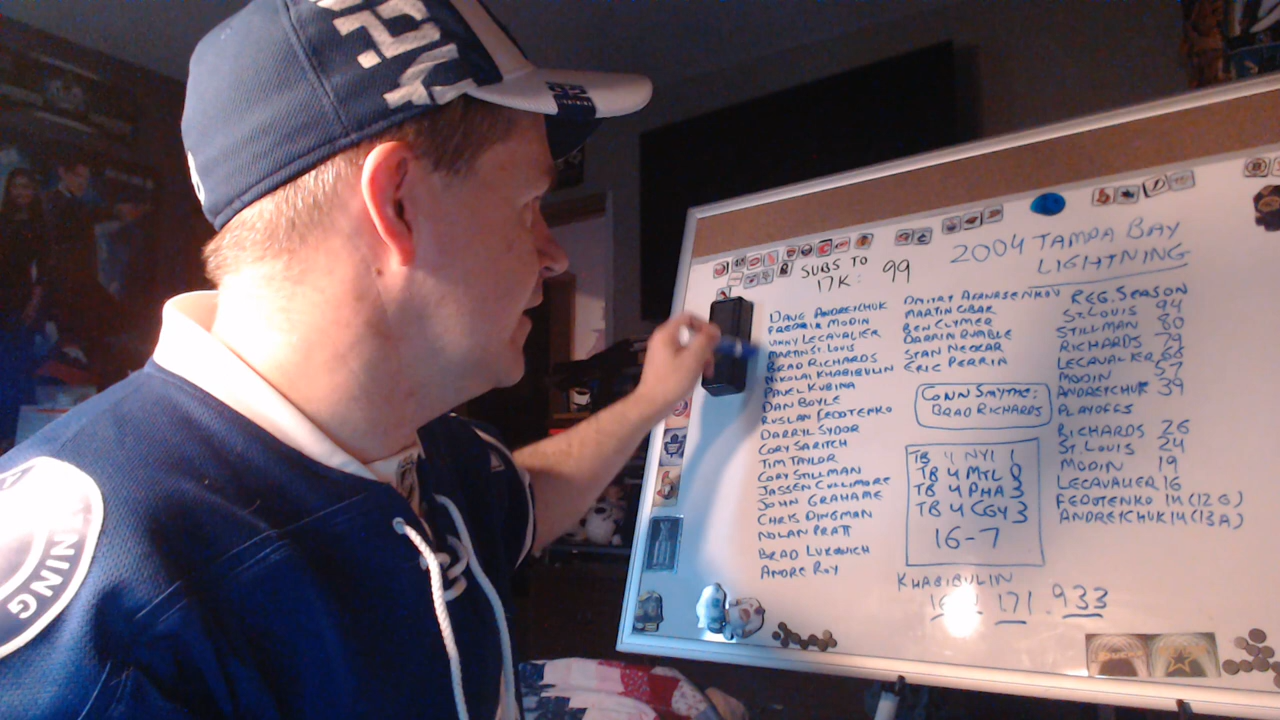 NING
SUBS TO
17K: 99
2004 TAMPA BAY
LIGHTNING
DAVE ANDREYCHUK
FREDRIK MODIN
VINNY LECAVALIER
MARTIN ST. LOUIS
BRAD RICHARDS
NIKOLAI KHABIBULIN
PAVEL KUBINA
DAN BOYLE
RUSLAN FEDOTENKO
DARRYL SYDOR
CORY SARITCH
TIM TAYLOR
CORY STILLMAN
JASSEN CULLIMORE
JOHN GRAHAME
CHRIS DINGMAN
NOLAN PRATT
BRAD LUKOWICH
ANDRE ROY
DMITRY AFANASENKOV
MARTIN CIBAK
BEN CLYMER
DARRIN RUMBLE
STAN NECKAR
ERIC PERRIN
CONN SMYTHE:
BRAD RICHARDS
TB 4 NYI 1
TB 4 MTL 0
TB 4 PHA 3
TB 4 CGY 3
16-7
REG. SEASON
ST. LOUIS 94
STILLMAN 80
RICHARDS 79
LECAVALIER 66
MODIN 57
ANDREYCHUK 39
PLAYOFFS
RICHARDS 26
ST. LOUIS 24
MODIN 19
LECAVALIER 16
FEDOTENKO 14 (12 G)
ANDREYCHUK 14 (13 A)
KHABIBULIN
171 .933